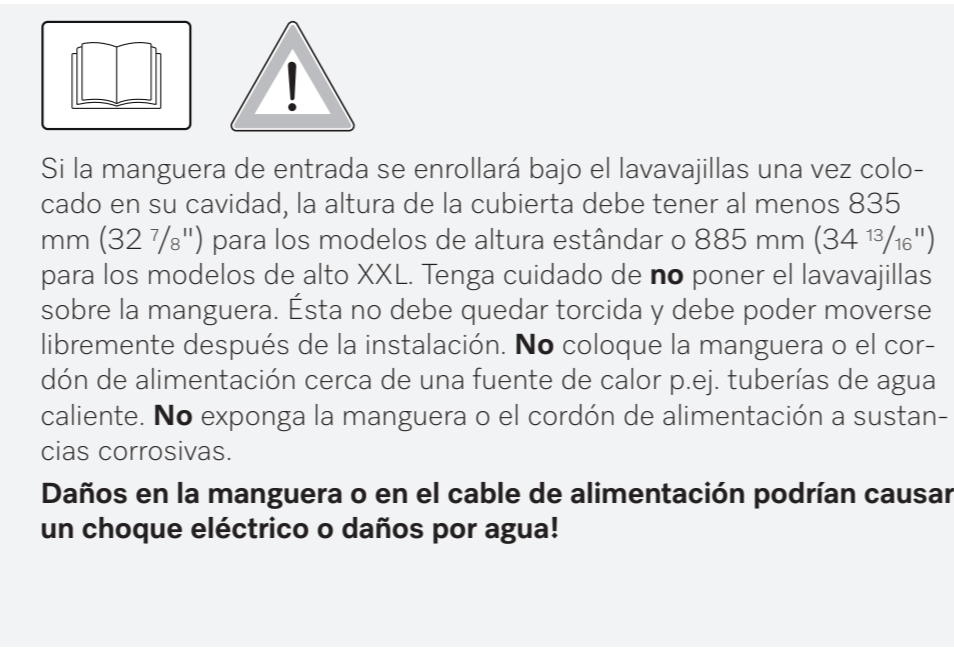 Si la manguera de entrada se enrollará bajo el lavavajillas una vez colo-
cado en su cavidad, la altura de la cubierta debe tener al menos 835
mm (32 ⁷/₈") para los modelos de altura estândar o 885 mm (34 ¹³/₁₆")
para los modelos de alto XXL. Tenga cuidado de no poner el lavavajillas
sobre la manguera. Ésta no debe quedar torcida y debe poder moverse
libremente después de la instalación. No coloque la manguera o el cor-
dón de alimentación cerca de una fuente de calor p.ej. tuberías de agua
caliente. No exponga la manguera o el cordón de alimentación a sustan-
cias corrosivas.
Daños en la manguera o en el cable de alimentación podrían causar
un choque eléctrico o daños por agua!